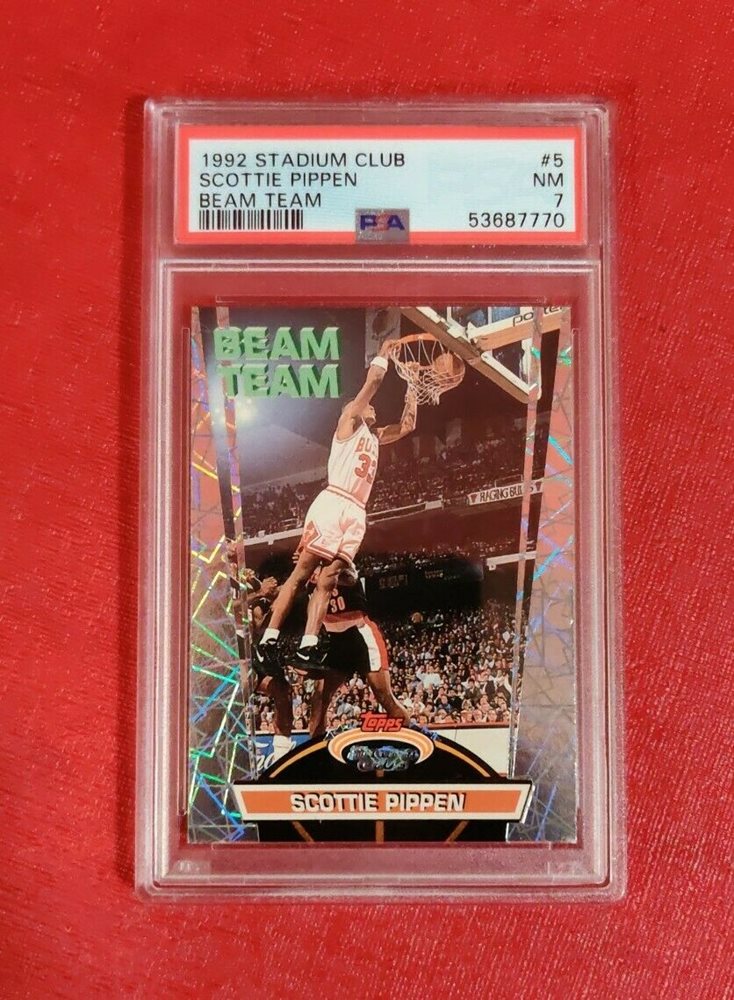 1992 STADIUM CLUB #5
SCOTTIE PIPPEN NM
BEAM TEAM 7
PSA 53687770
BEAM
TEAM
BULLS
33
RAGING BULLS
30
Topps
SCOTTIE PIPPEN